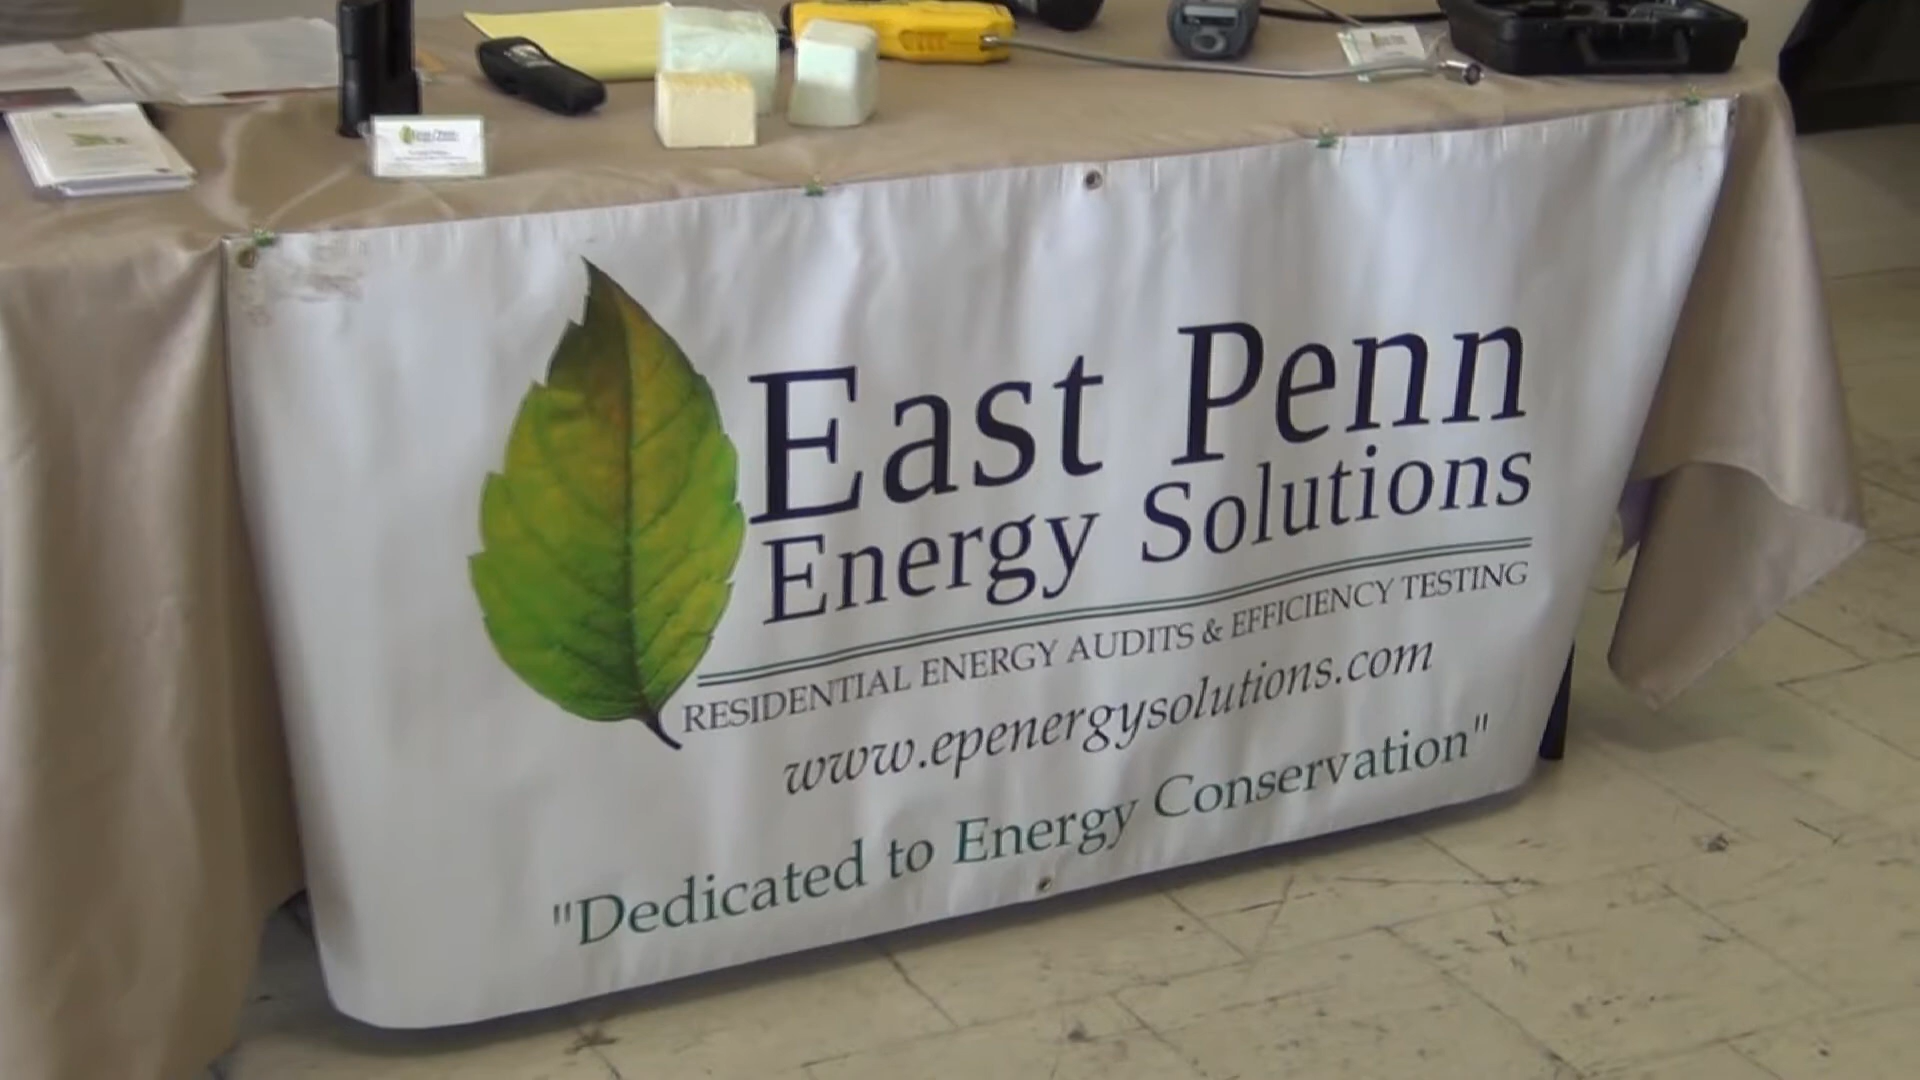 East Penn
Energy Solutions
RESIDENTIAL ENERGY AUDITS & EFFICIENCY TESTING
www.epenergysolutions.com
"Dedicated to Energy Conservation"